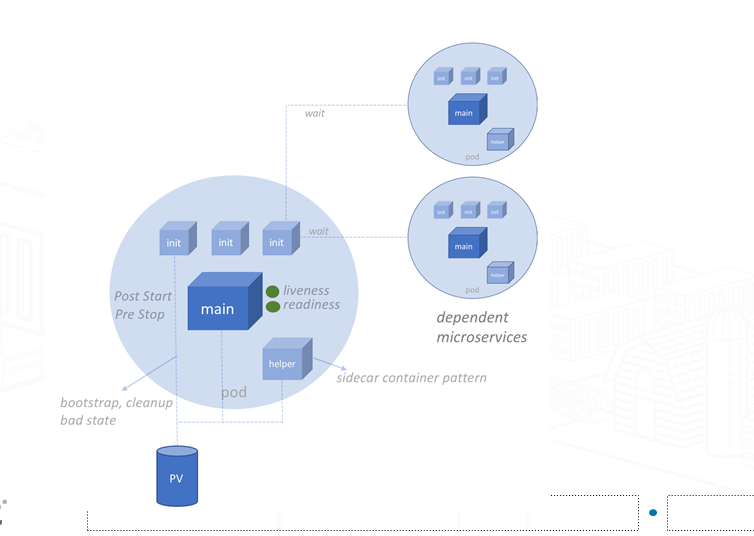 init init init
main
helper
pod
wait
init init init
main
helper
pod
wait
init init init
Post Start
Pre Stop
main
liveness
readiness
helper
pod
dependent
microservices
sidecar container pattern
bootstrap, cleanup
bad state
PV
®